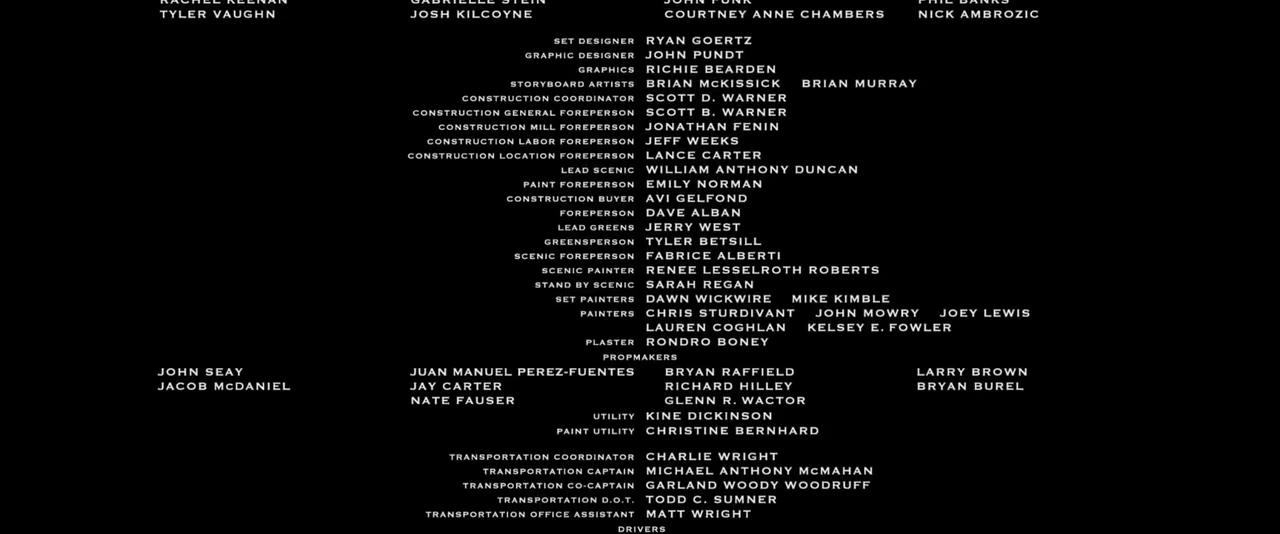 RACHEL KEENAN GABRIELLE STEIN JOHN FUNK PHIL BANKS
TYLER VAUGHN JOSH KILCOYNE COURTNEY ANNE CHAMBERS NICK AMBROZIC
SET DESIGNER RYAN GOERTZ
GRAPHIC DESIGNER JOHN PUNDT
GRAPHICS RICHIE BEARDEN
STORYBOARD ARTISTS BRIAN McKISSICK BRIAN MURRAY
CONSTRUCTION COORDINATOR SCOTT D. WARNER
CONSTRUCTION GENERAL FOREPERSON SCOTT B. WARNER
CONSTRUCTION MILL FOREPERSON JONATHAN FENIN
CONSTRUCTION LABOR FOREPERSON JEFF WEEKS
CONSTRUCTION LOCATION FOREPERSON LANCE CARTER
LEAD SCENIC WILLIAM ANTHONY DUNCAN
PAINT FOREPERSON EMILY NORMAN
CONSTRUCTION BUYER AVI GELFOND
FOREPERSON DAVE ALBAN
LEAD GREENS JERRY WEST
GREENSPERSON TYLER BETSILL
SCENIC FOREPERSON FABRICE ALBERTI
SCENIC PAINTER RENEE LESSELROTH ROBERTS
STAND BY SCENIC SARAH REGAN
SET PAINTERS DAWN WICKWIRE MIKE KIMBLE
PAINTERS CHRIS STURDIVANT JOHN MOWRY JOEY LEWIS
LAUREN COGHLAN KELSEY E. FOWLER
PLASTER RONDRO BONEY
PROPMAKERS
JOHN SEAY JUAN MANUEL PEREZ-FUENTES BRYAN RAFFIELD LARRY BROWN
JACOB McDANIEL JAY CARTER RICHARD HILLEY BRYAN BUREL
NATE FAUSER GLENN R. WACTOR
UTILITY KINE DICKINSON
PAINT UTILITY CHRISTINE BERNHARD
TRANSPORTATION COORDINATOR CHARLIE WRIGHT
TRANSPORTATION CAPTAIN MICHAEL ANTHONY McMAHAN
TRANSPORTATION CO-CAPTAIN GARLAND WOODY WOODRUFF
TRANSPORTATION D.O.T. TODD C. SUMNER
TRANSPORTATION OFFICE ASSISTANT MATT WRIGHT
DRIVERS